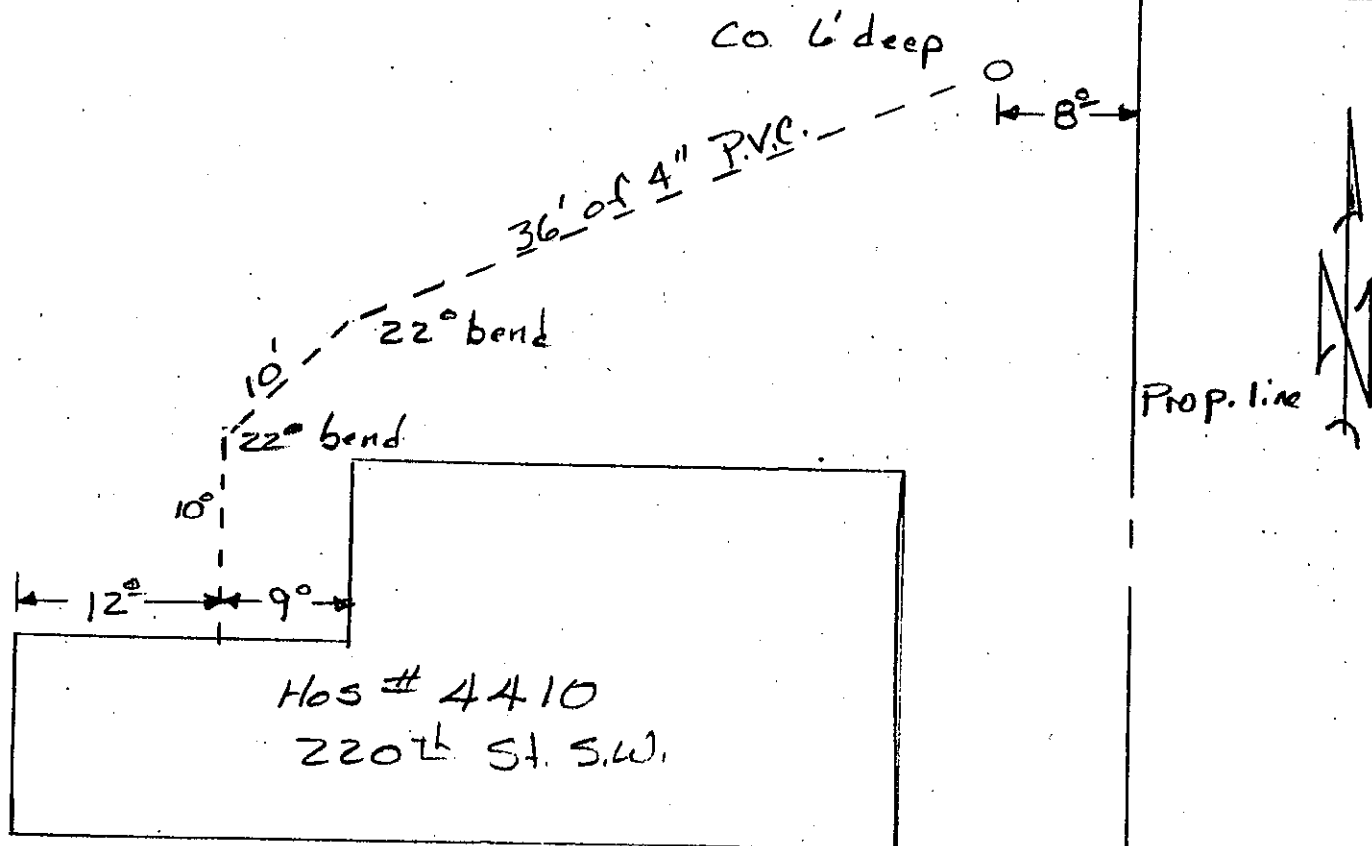 Co. 6' deep
8°
36' of 4" P.V.C.
22° bend
10'
Prop. line
22° bend
10°
12°
9°
Hos # 4410
220th St. S.W.
N